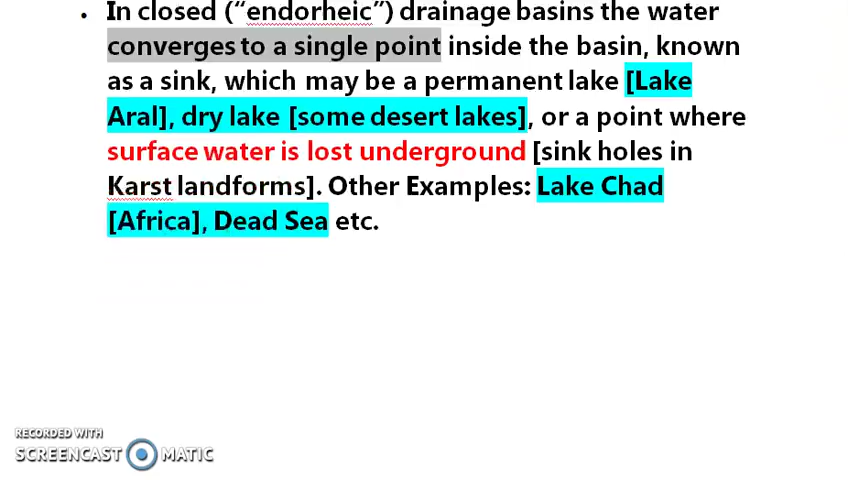 • In closed (“endorheic”) drainage basins the water
converges to a single point inside the basin, known
as a sink, which may be a permanent lake [Lake
Aral], dry lake [some desert lakes], or a point where
surface water is lost underground [sink holes in
Karst landforms]. Other Examples: Lake Chad
[Africa], Dead Sea etc.
RECORDED WITH
SCREENCAST MATIC